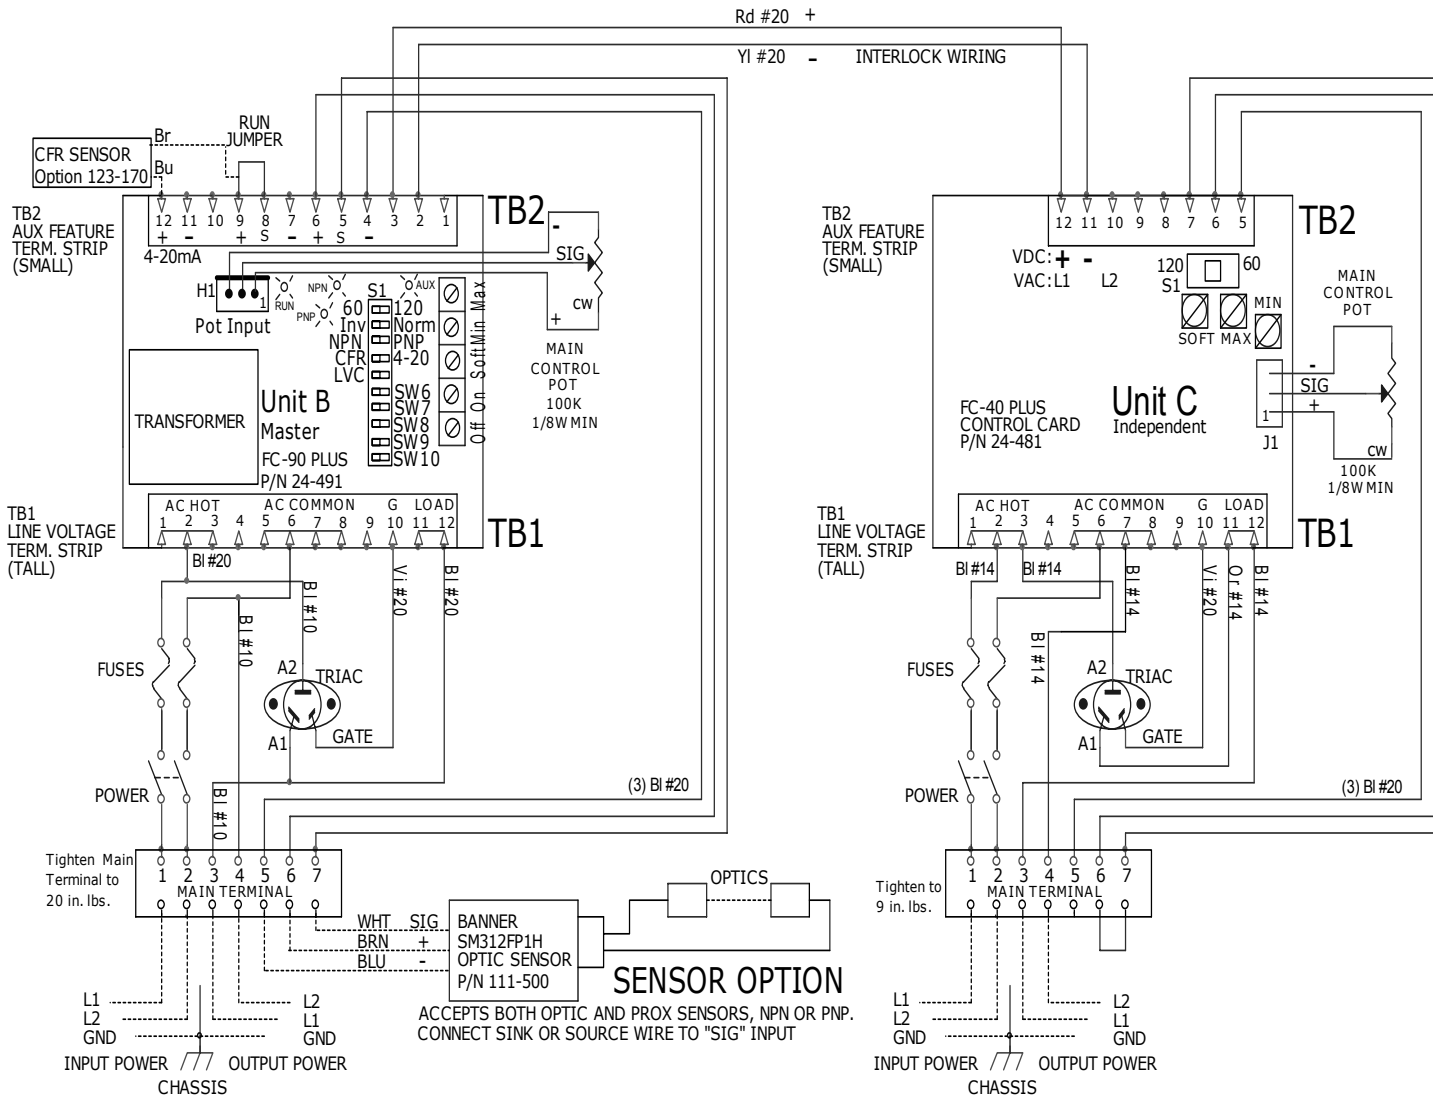 Rd #20 +
Yl #20 - INTERLOCK WIRING
RUN
JUMPER
Br
CFR SENSOR
Option 123-170
Bu
TB2
AUX FEATURE
TERM. STRIP
(SMALL)
12 11 10 9 8 7 6 5 4 3 2 1
+ - + S - + S -
4-20mA
TB2
H1
1
Pot Input
RUN
NPN
PNP
AUX
S1
60 120
Inv Norm
NPN PNP
CFR 4-20
LVC
SW6
SW7
SW8
SW9
SW10
Off On Soft Min Max
-
SIG
CW
+
MAIN
CONTROL
POT
100K
1/8W MIN
TRANSFORMER
Unit B
Master
FC-90 PLUS
P/N 24-491
TB1
LINE VOLTAGE
TERM. STRIP
(TALL)
AC HOT AC COMMON G LOAD
1 2 3 4 5 6 7 8 9 10 11 12
TB1
Bl #20
Bl #10
Bl #10
Vi #20
Bl #20
FUSES
A2
TRIAC
A1
GATE
POWER
Bl #10
(3) Bl #20
Tighten Main
Terminal to
20 in. lbs.
1 2 3 4 5 6 7
MAIN TERMINAL
WHT SIG
BRN +
BLU -
BANNER
SM312FP1H
OPTIC SENSOR
P/N 111-500
OPTICS
SENSOR OPTION
ACCEPTS BOTH OPTIC AND PROX SENSORS, NPN OR PNP.
CONNECT SINK OR SOURCE WIRE TO "SIG" INPUT
L1 L2
L2 L1
GND GND
INPUT POWER OUTPUT POWER
CHASSIS
TB2
AUX FEATURE
TERM. STRIP
(SMALL)
12 11 10 9 8 7 6 5
TB2
VDC: + -
VAC: L1 L2
120 60
S1
SOFT MAX
MIN
MAIN
CONTROL
POT
-
SIG
+
1
J1
CW
100K
1/8W MIN
FC-40 PLUS
CONTROL CARD
P/N 24-481
Unit C
Independent
TB1
LINE VOLTAGE
TERM. STRIP
(TALL)
AC HOT AC COMMON G LOAD
1 2 3 4 5 6 7 8 9 10 11 12
TB1
Bl #14 Bl #14
Bl #14
Vi #20
Or #14
Bl #14
Bl #14
FUSES
A2
TRIAC
A1
GATE
POWER
(3) Bl #20
Tighten to
9 in. lbs.
1 2 3 4 5 6 7
MAIN TERMINAL
L1 L2
L2 L1
GND GND
INPUT POWER OUTPUT POWER
CHASSIS